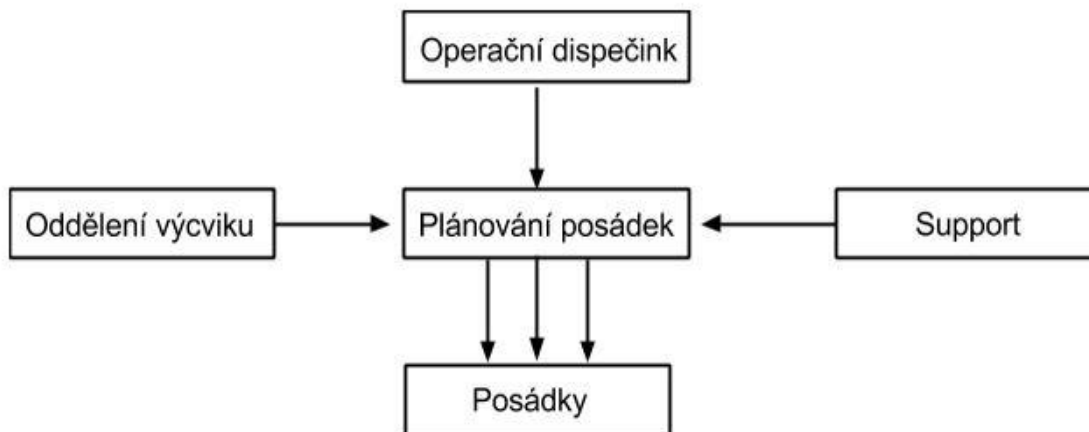 Operační dispečink
Oddělení výcviku
Plánování posádek
Support
Posádky